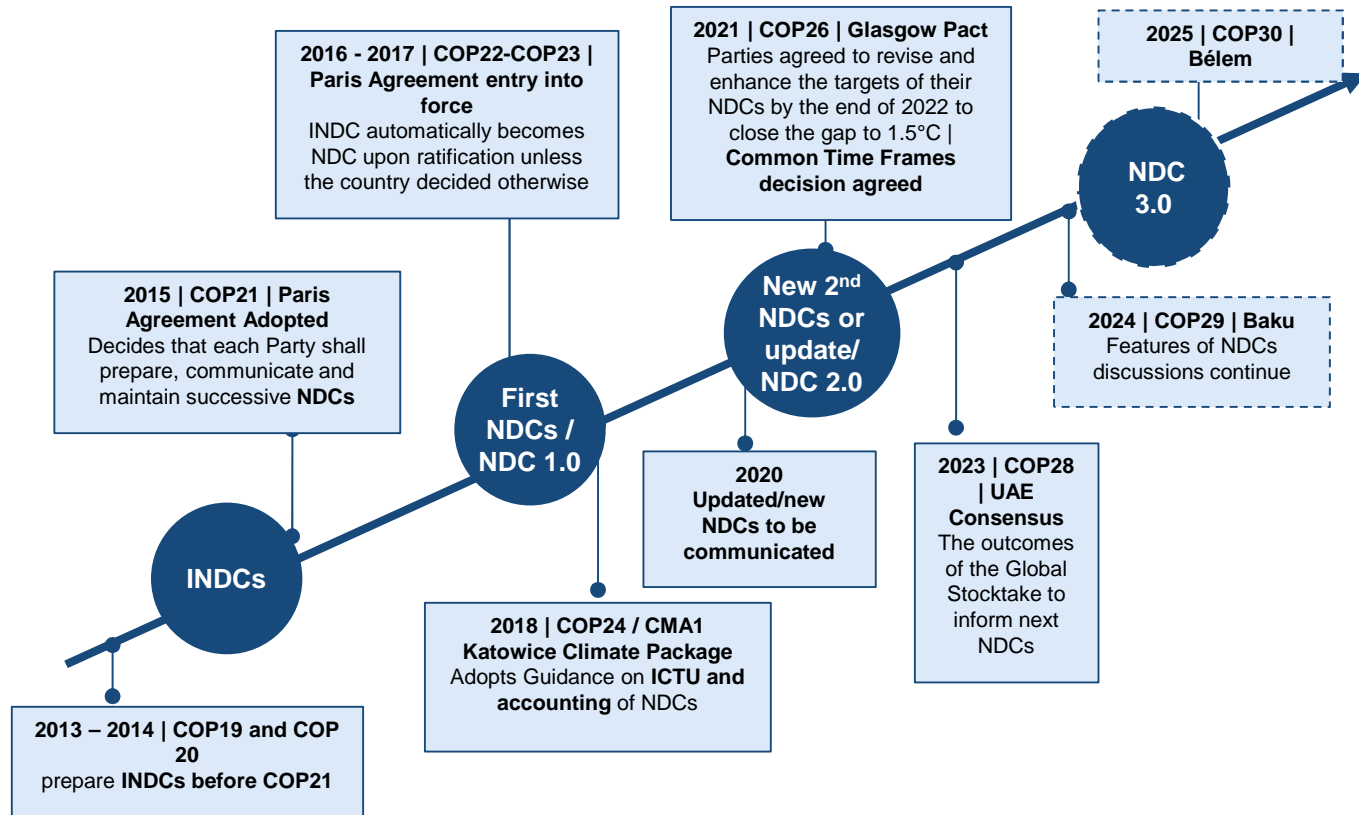 2016 - 2017 | COP22-COP23 |
Paris Agreement entry into
force
INDC automatically becomes
NDC upon ratification unless
the country decided otherwise
2021 | COP26 | Glasgow Pact
Parties agreed to revise and
enhance the targets of their
NDCs by the end of 2022 to
close the gap to 1.5°C |
Common Time Frames
decision agreed
2025 | COP30 |
Bélem
NDC
3.0
2015 | COP21 | Paris
Agreement Adopted
Decides that each Party shall
prepare, communicate and
maintain successive NDCs
New 2nd
NDCs or
update/
NDC 2.0
2024 | COP29 | Baku
Features of NDCs
discussions continue
First
NDCs /
NDC 1.0
2020
Updated/new
NDCs to be
communicated
2023 | COP28
| UAE
Consensus
The outcomes
of the Global
Stocktake to
inform next
NDCs
INDCs
2018 | COP24 / CMA1
Katowice Climate Package
Adopts Guidance on ICTU and
accounting of NDCs
2013 – 2014 | COP19 and COP
20
prepare INDCs before COP21